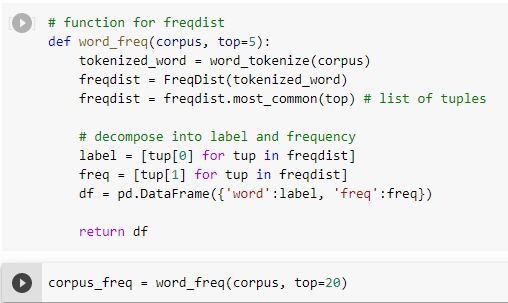 # function for freqdist
def word_freq(corpus, top=5):
    tokenized_word = word_tokenize(corpus)
    freqdist = FreqDist(tokenized_word)
    freqdist = freqdist.most_common(top) # list of tuples

    # decompose into label and frequency
    label = [tup[0] for tup in freqdist]
    freq = [tup[1] for tup in freqdist]
    df = pd.DataFrame({'word':label, 'freq':freq})

    return df

corpus_freq = word_freq(corpus, top=20)